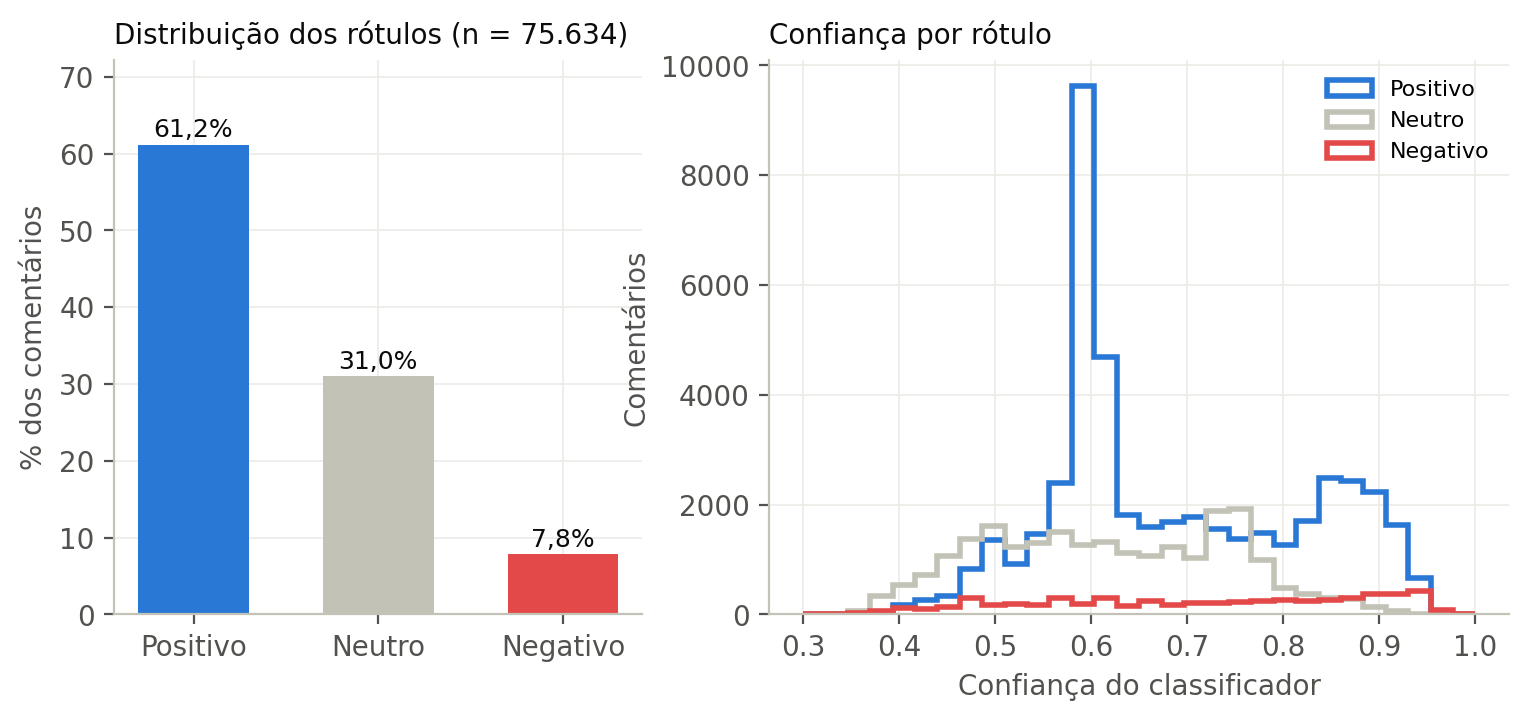 Distribuição dos rótulos (n = 75.634)
% dos comentários
70
60
50
40
30
20
10
0
61,2%
31,0%
7,8%
Positivo
Neutro
Negativo
Confiança por rótulo
Comentários
10000
8000
6000
4000
2000
0
Positivo
Neutro
Negativo
0.3
0.4
0.5
0.6
0.7
0.8
0.9
1.0
Confiança do classificador